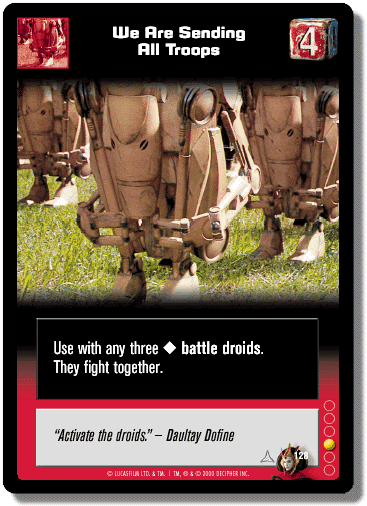 We Are Sending
All Troops
4
Use with any three ◆ battle droids.
They fight together.
“Activate the droids.” – Daultay Dofine
128
© LUCASFILM LTD. & TM. | TM, ® & © 2000 DECIPHER INC.